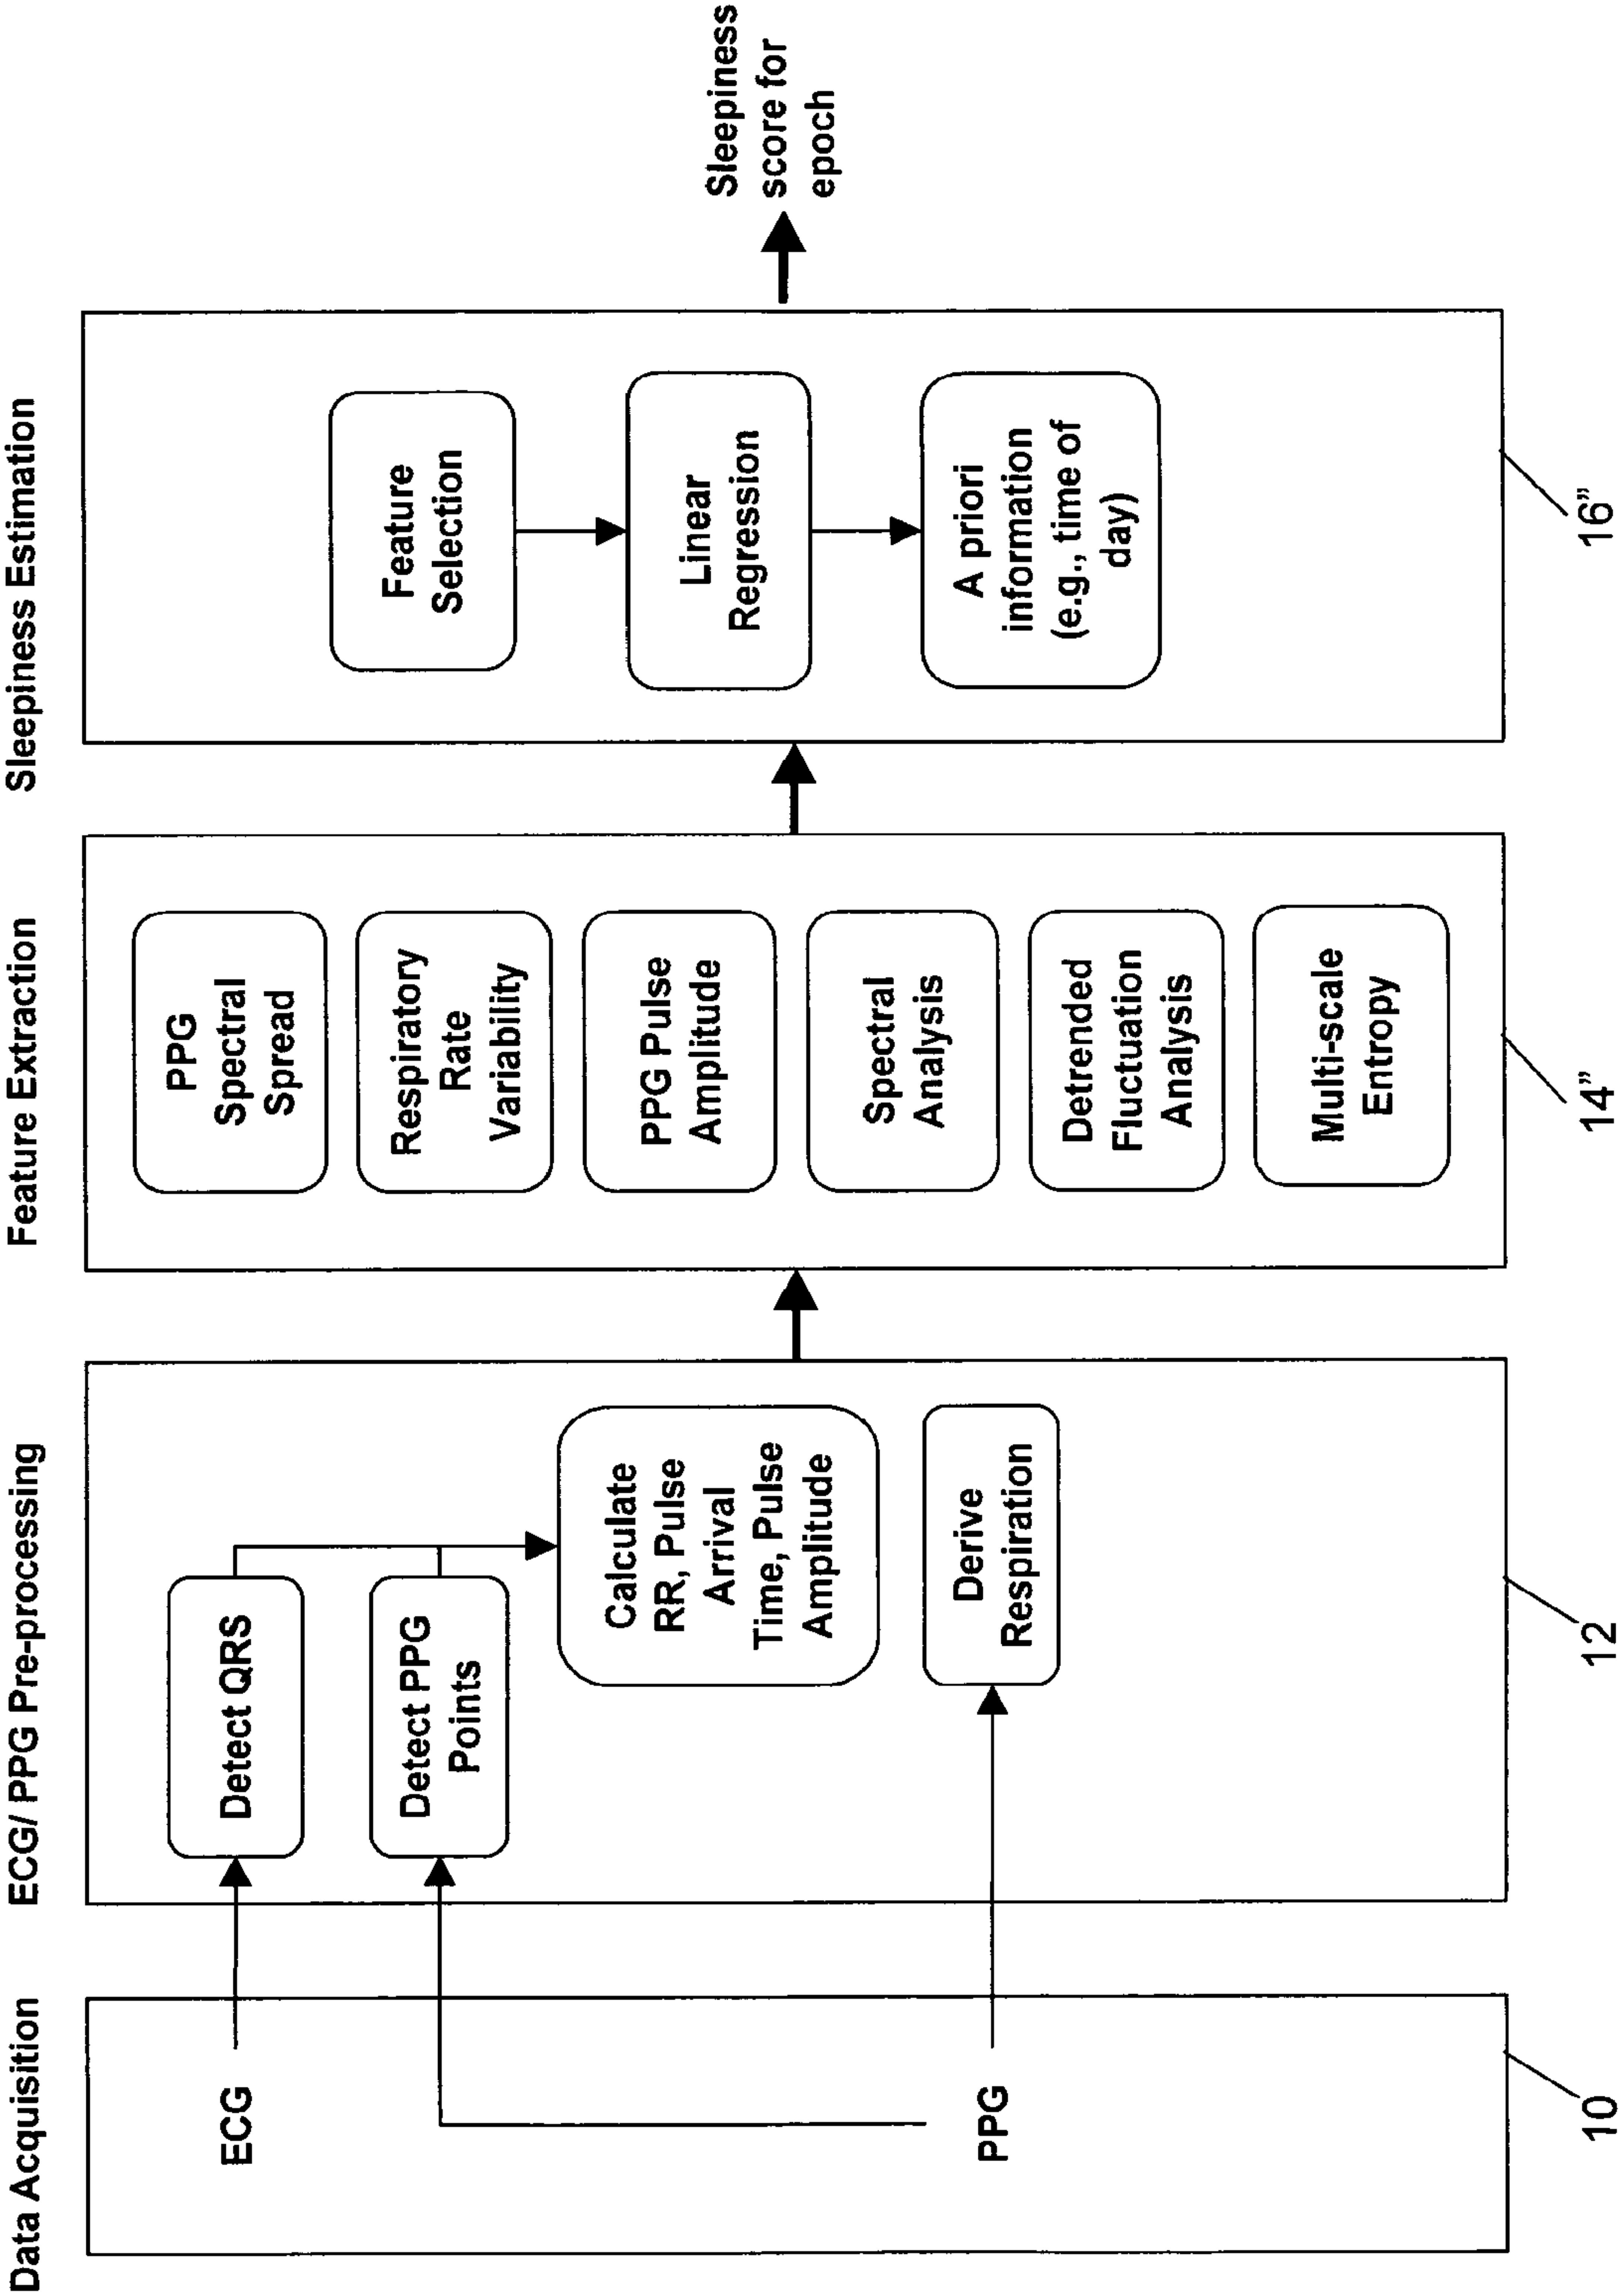 Data Acquisition
ECG
PPG
10
ECG/ PPG Pre-processing
Detect QRS
Detect PPG
Points
Calculate
RR, Pulse
Arrival
Time, Pulse
Amplitude
Derive
Respiration
12
Feature Extraction
PPG
Spectral
Spread
Respiratory
Rate
Variability
PPG Pulse
Amplitude
Spectral
Analysis
Detrended
Fluctuation
Analysis
Multi-scale
Entropy
14”
Sleepiness Estimation
Feature
Selection
Linear
Regression
A priori
information
(e.g., time of
day)
16”
Sleepiness
score for
epoch